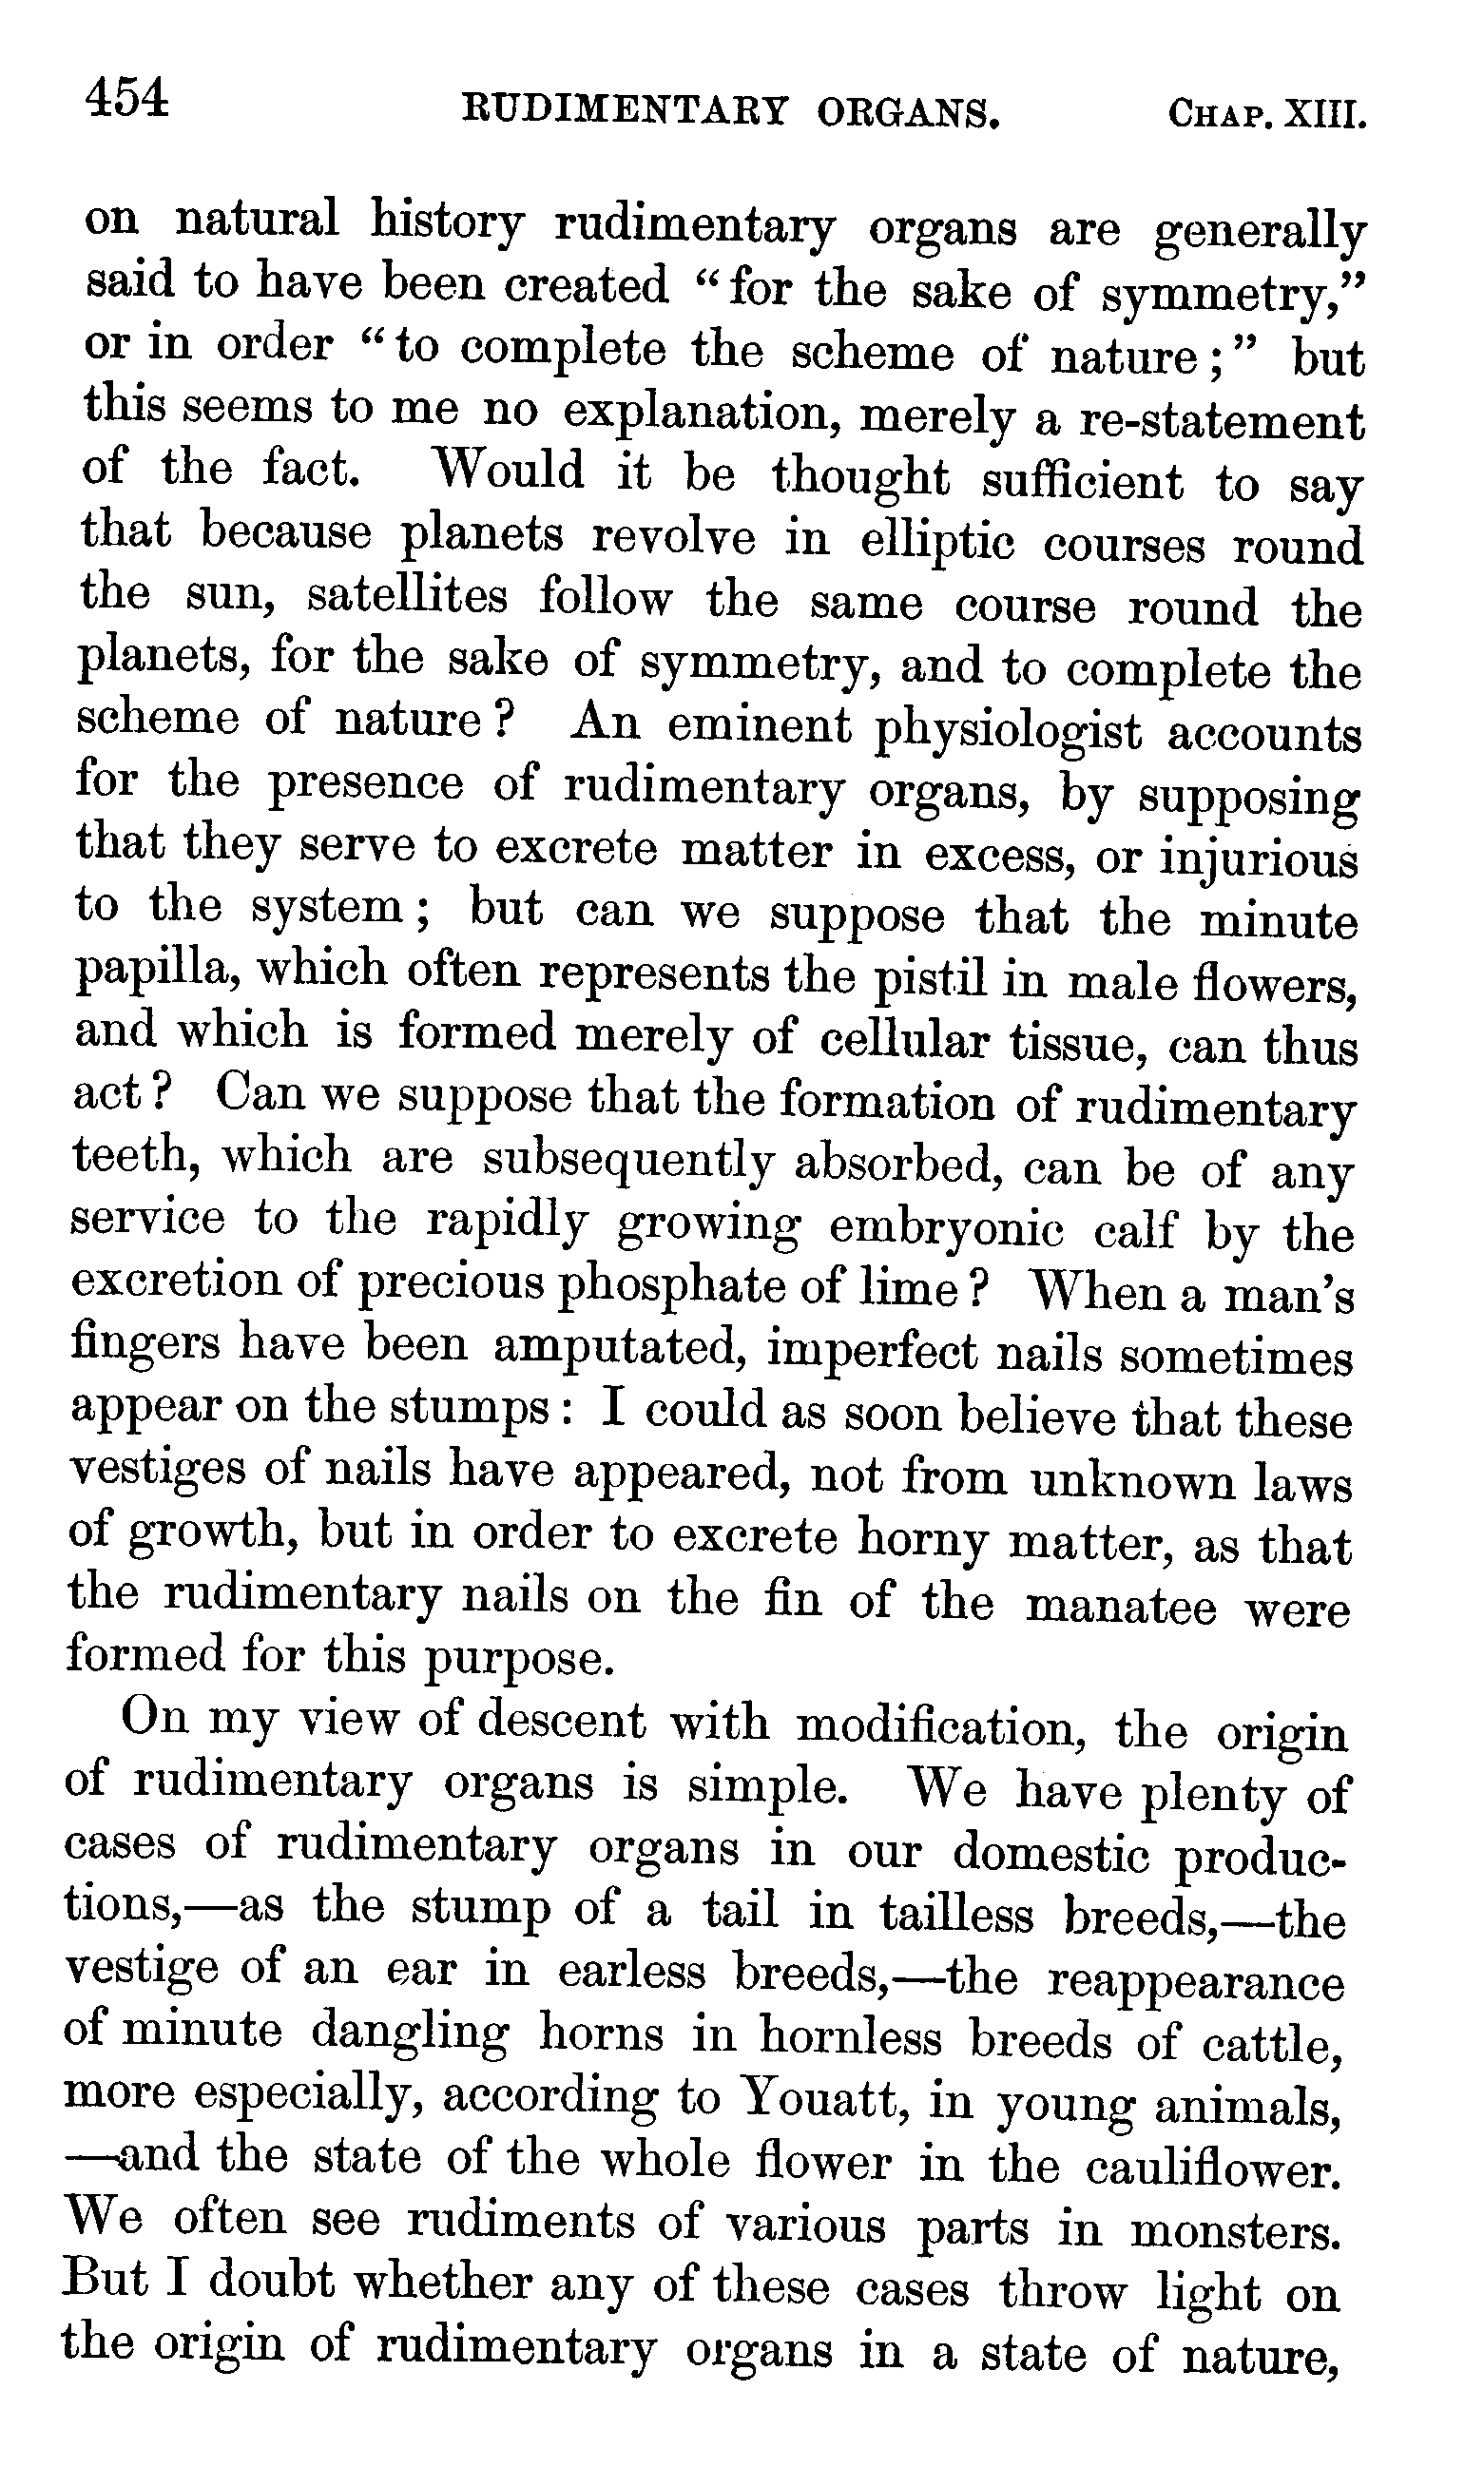 454 RUDIMENTARY ORGANS. CHAP. XIII.
on natural history rudimentary organs are generally
said to have been created “for the sake of symmetry,”
or in order “to complete the scheme of nature;” but
this seems to me no explanation, merely a re-statement
of the fact. Would it be thought sufficient to say
that because planets revolve in elliptic courses round
the sun, satellites follow the same course round the
planets, for the sake of symmetry, and to complete the
scheme of nature? An eminent physiologist accounts
for the presence of rudimentary organs, by supposing
that they serve to excrete matter in excess, or injurious
to the system; but can we suppose that the minute
papilla, which often represents the pistil in male flowers,
and which is formed merely of cellular tissue, can thus
act? Can we suppose that the formation of rudimentary
teeth, which are subsequently absorbed, can be of any
service to the rapidly growing embryonic calf by the
excretion of precious phosphate of lime? When a man’s
fingers have been amputated, imperfect nails sometimes
appear on the stumps: I could as soon believe that these
vestiges of nails have appeared, not from unknown laws
of growth, but in order to excrete horny matter, as that
the rudimentary nails on the fin of the manatee were
formed for this purpose.
On my view of descent with modification, the origin
of rudimentary organs is simple. We have plenty of
cases of rudimentary organs in our domestic produc-
tions,—as the stump of a tail in tailless breeds,—the
vestige of an ear in earless breeds,—the reappearance
of minute dangling horns in hornless breeds of cattle,
more especially, according to Youatt, in young animals,
—and the state of the whole flower in the cauliflower.
We often see rudiments of various parts in monsters.
But I doubt whether any of these cases throw light on
the origin of rudimentary organs in a state of nature,